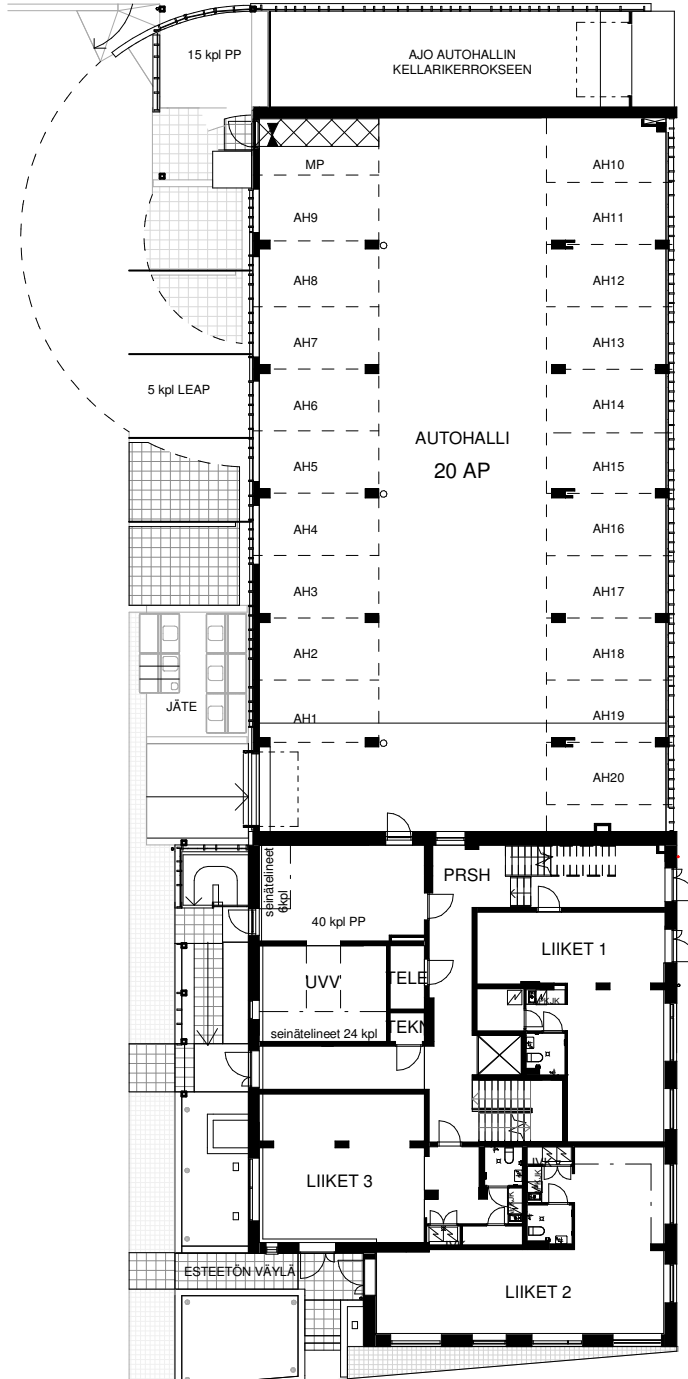 15 kpl PP
AJO AUTOHALLIN
KELLARIKERROKSEEN
MP
AH10
AH9
AH11
AH8
AH12
AH7
AH13
5 kpl LEAP
AH6
AH14
AUTOHALLI
20 AP
AH5
AH15
AH4
AH16
AH3
AH17
AH2
AH18
JÄTE
AH1
AH19
AH20
seinätelineet
6kpl
PRSH
40 kpl PP
LIIKET 1
UVV
TELE
seinätelineet 24 kpl
TEKN
LIIKET 3
ESTEETÖN VÄYLÄ
LIIKET 2